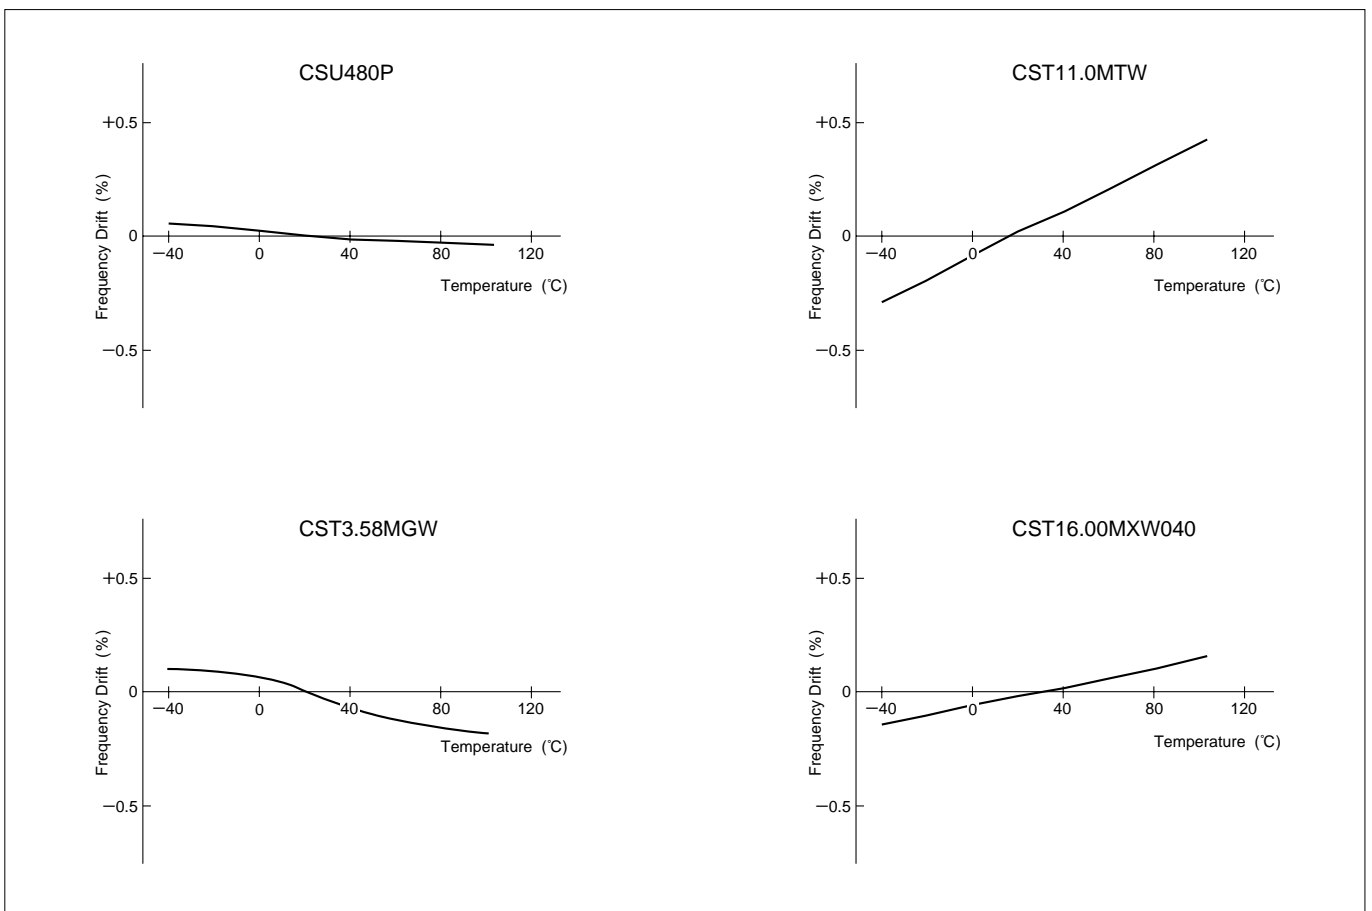 CSU480P
+0.5
0
−0.5
Frequency Drift (%)
−40 0 40 80 120
Temperature (℃)
CST11.0MTW
+0.5
0
−0.5
Frequency Drift (%)
−40 0 40 80 120
Temperature (℃)
CST3.58MGW
+0.5
0
−0.5
Frequency Drift (%)
−40 0 40 80 120
Temperature (℃)
CST16.00MXW040
+0.5
0
−0.5
Frequency Drift (%)
−40 0 40 80 120
Temperature (℃)